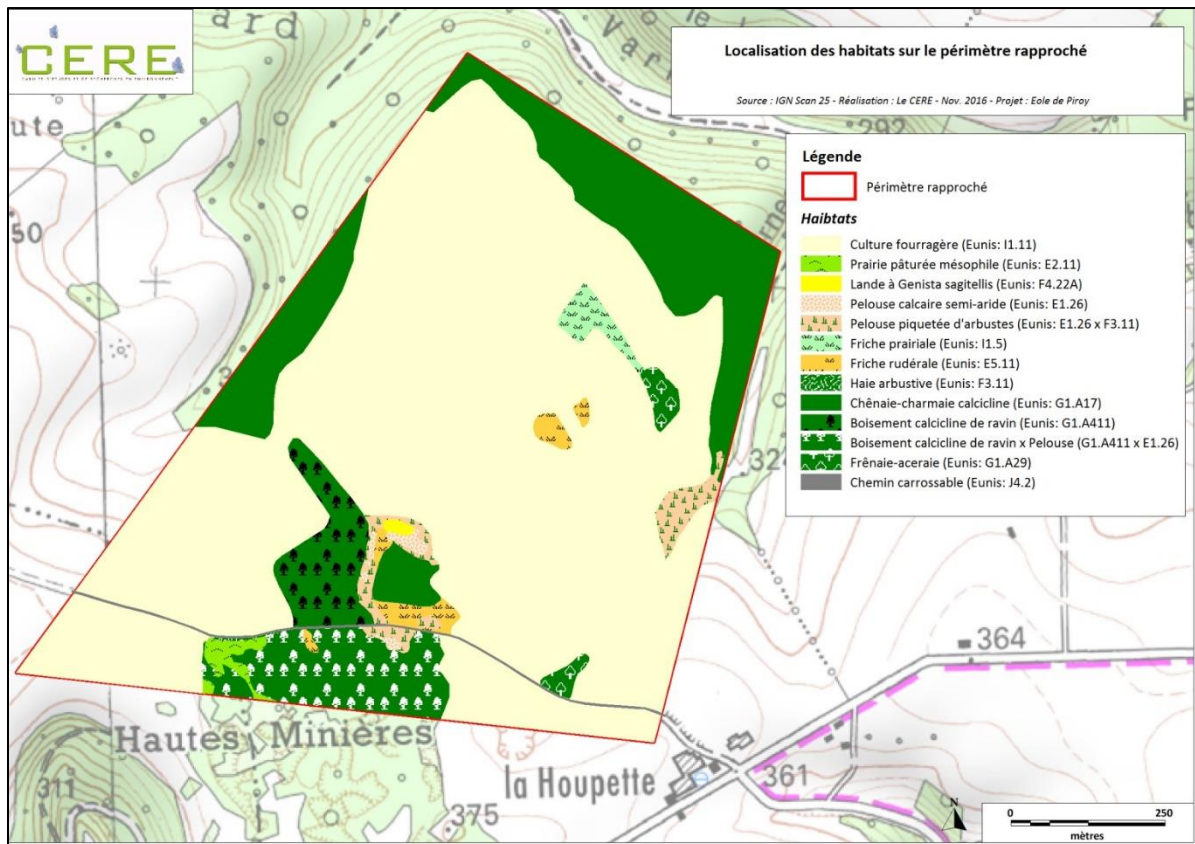 CERE
Localisation des habitats sur le périmètre rapproché
Source : IGN Scan 25 - Réalisation : Le CERE - Nov. 2016 - Projet : Eole de Piroy
Légende
Périmètre rapproché
Haibtats
Culture fourragère (Eunis: I1.11)
Prairie pâturée mésophile (Eunis: E2.11)
Lande à Genista sagitellis (Eunis: F4.22A)
Pelouse calcaire semi-aride (Eunis: E1.26)
Pelouse piquetée d'arbustes (Eunis: E1.26 x F3.11)
Friche prairiale (Eunis: I1.5)
Friche rudérale (Eunis: E5.11)
Haie arbustive (Eunis: F3.11)
Chênaie-charmaie calcicline (Eunis: G1.A17)
Boisement calcicline de ravin (Eunis: G1.A411)
Boisement calcicline de ravin x Pelouse (G1.A411 x E1.26)
Frênaie-aceraie (Eunis: G1.A29)
Chemin carrossable (Eunis: J4.2)
ard
ute
50
292
324
364
Hautes Minières
la Houpette
361
311
375
N
0 250
mètres